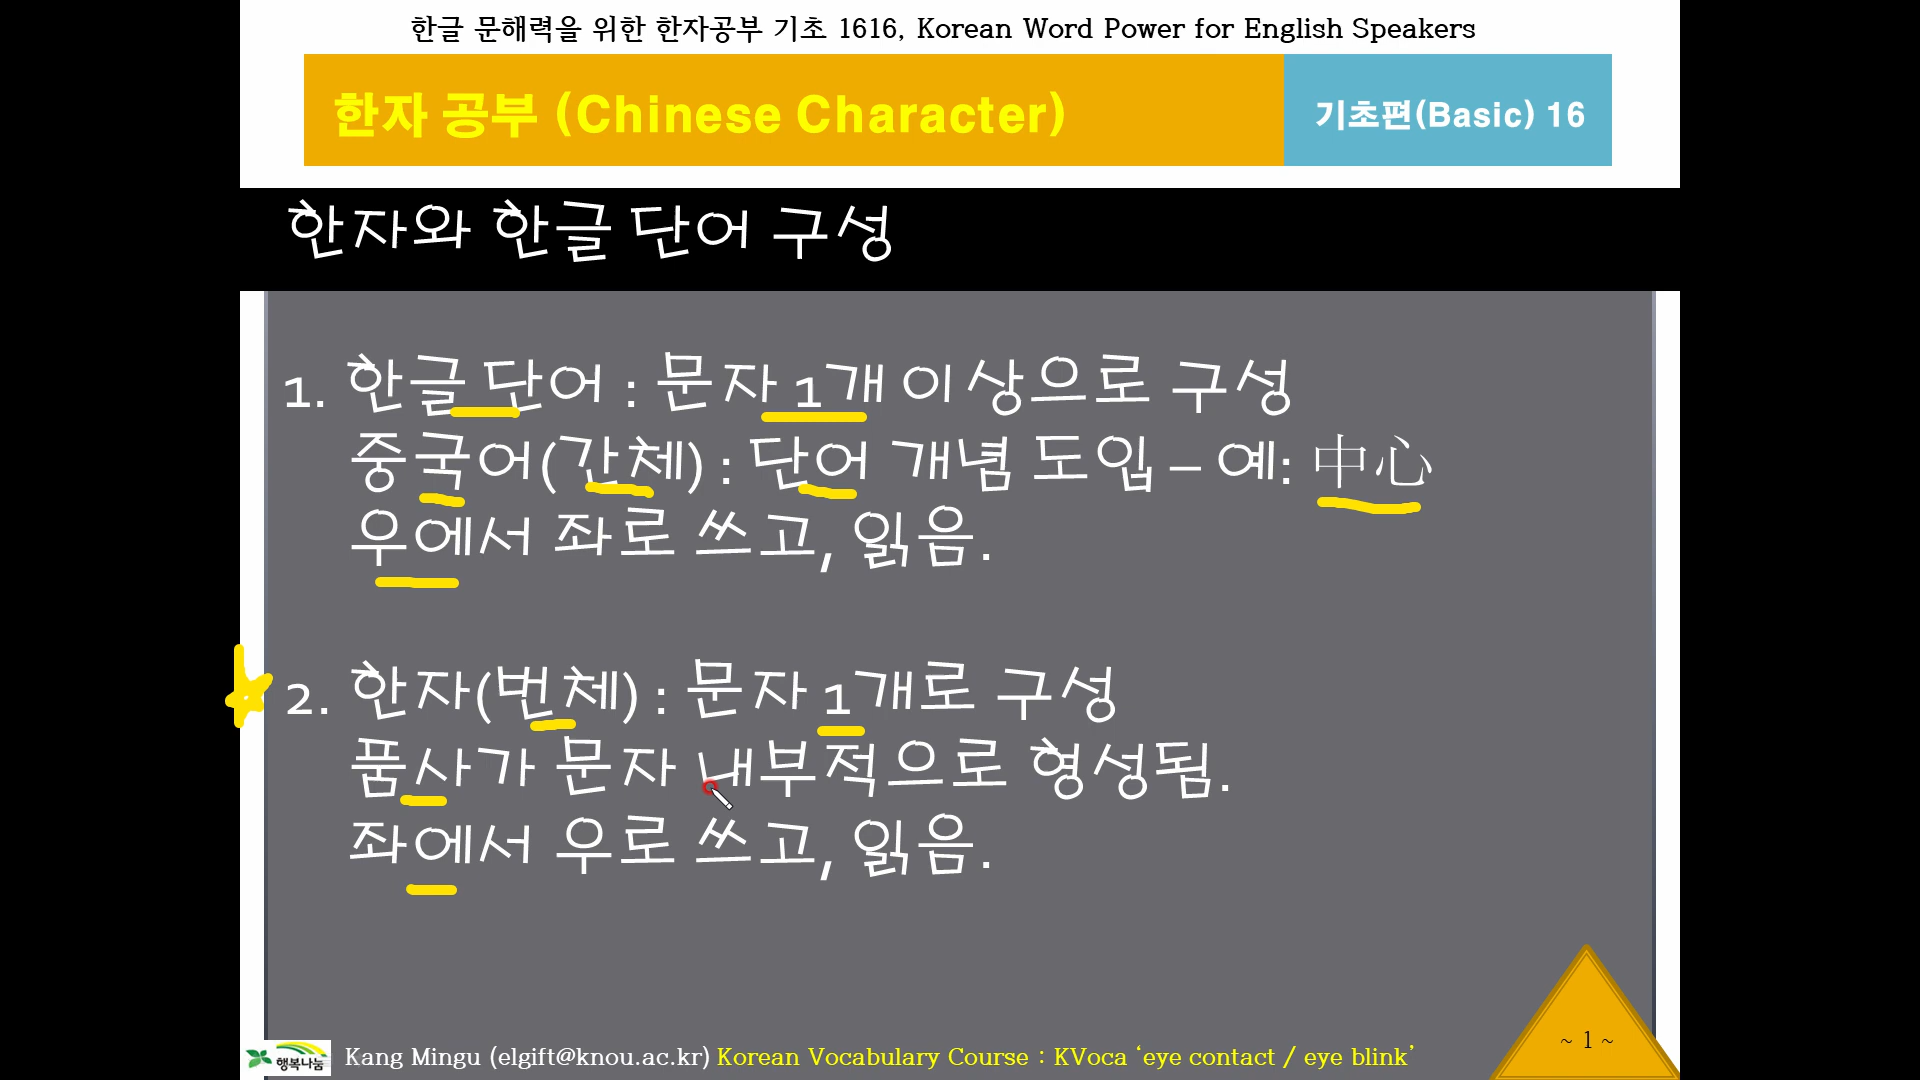 한글 문해력을 위한 한자공부 기초 1616, Korean Word Power for English Speakers
한자 공부 (Chinese Character)
기초편(Basic) 16
한자와 한글 단어 구성
1. 한글 단어 : 문자 1개 이상으로 구성
중국어(간체) : 단어 개념 도입 – 예: 中心
우에서 좌로 쓰고, 읽음.
2. 한자(번체) : 문자 1개로 구성
품사가 문자 내부적으로 형성됨.
좌에서 우로 쓰고, 읽음.
~ 1 ~
행복나눔
Kang Mingu (elgift@knou.ac.kr) Korean Vocabulary Course : KVoca ‘eye contact / eye blink’